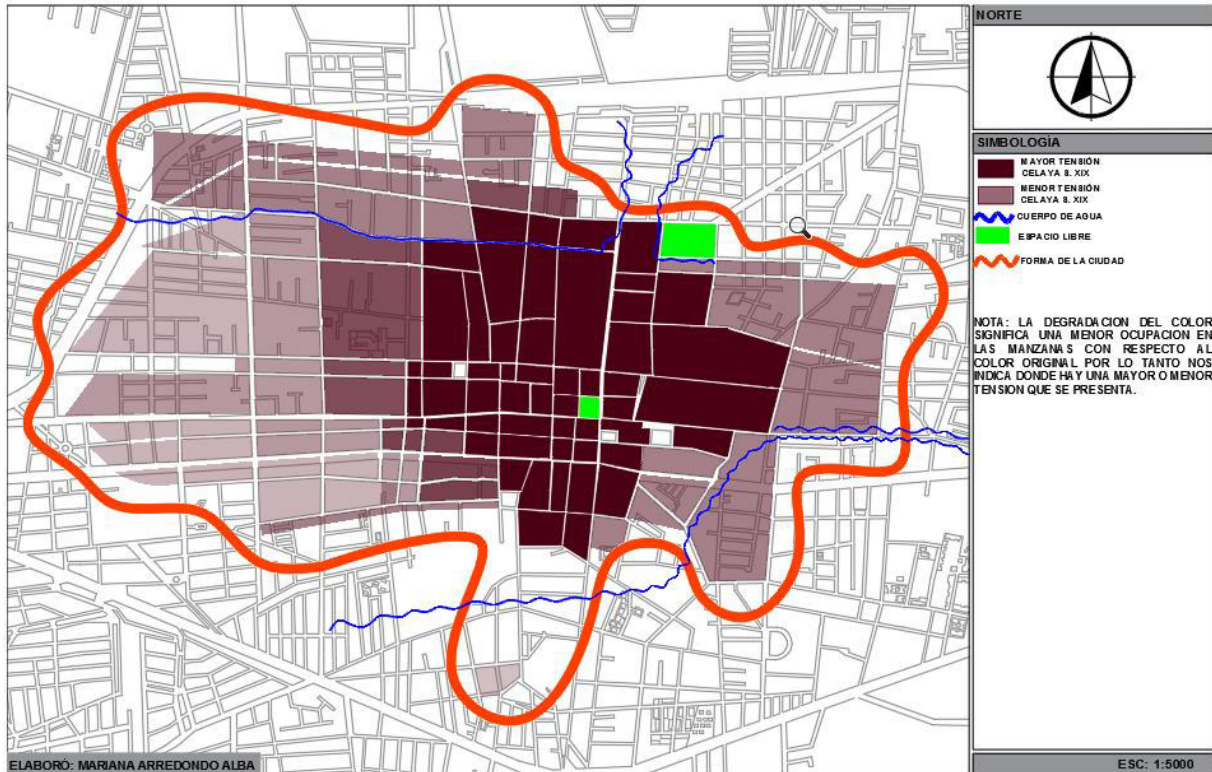 NORTE
SIMBOLOGÍA
MAYOR TENSIÓN
CELAYA S. XIX
MENOR TENSIÓN
CELAYA S. XIX
CUERPO DE AGUA
ESPACIO LIBRE
FORMA DE LA CIUDAD
NOTA: LA DEGRADACION DEL COLOR
SIGNIFICA UNA MENOR OCUPACION EN
LAS MANZANAS CON RESPECTO AL
COLOR ORIGINAL POR LO TANTO NOS
INDICA DONDE HAY UNA MAYOR O MENOR
TENSION QUE SE PRESENTA.
ELABORÓ: MARIANA ARREDONDO ALBA
ESC: 1:5000